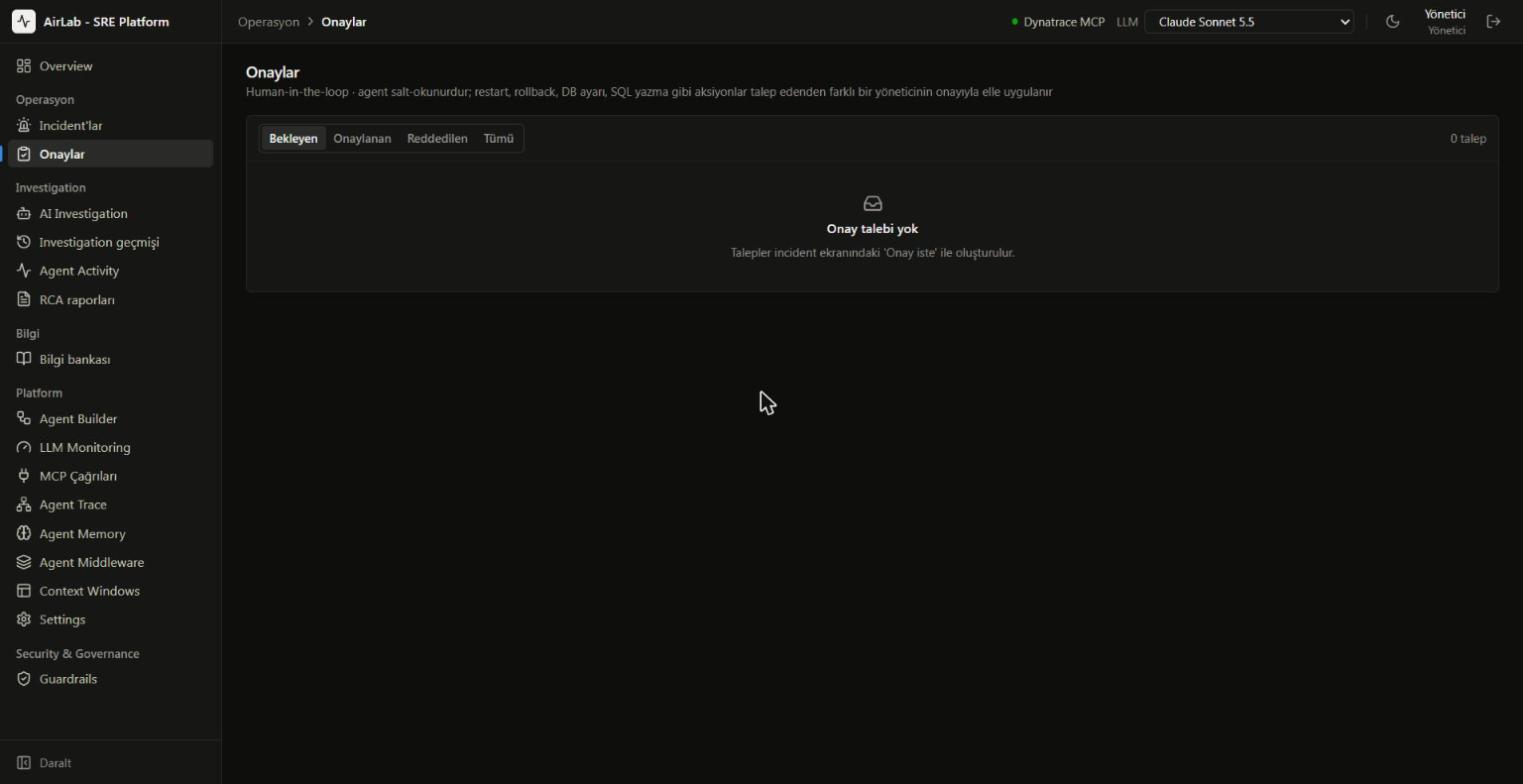 AirLab - SRE Platform
Operasyon > Onaylar
Dynatrace MCP
LLM
Claude Sonnet 5.5
Yönetici
Yönetici
Overview
Operasyon
Incident'lar
Onaylar
Investigation
AI Investigation
Investigation geçmişi
Agent Activity
RCA raporları
Bilgi
Bilgi bankası
Platform
Agent Builder
LLM Monitoring
MCP Çağrıları
Agent Trace
Agent Memory
Agent Middleware
Context Windows
Settings
Security & Governance
Guardrails
Daralt
Onaylar
Human-in-the-loop · agent salt-okunurdur; restart, rollback, DB ayarı, SQL yazma gibi aksiyonlar talep edenden farklı bir yöneticinin onayıyla elle uygulanır
Bekleyen Onaylanan Reddedilen Tümü
0 talep
Onay talebi yok
Talepler incident ekranındaki 'Onay iste' ile oluşturulur.